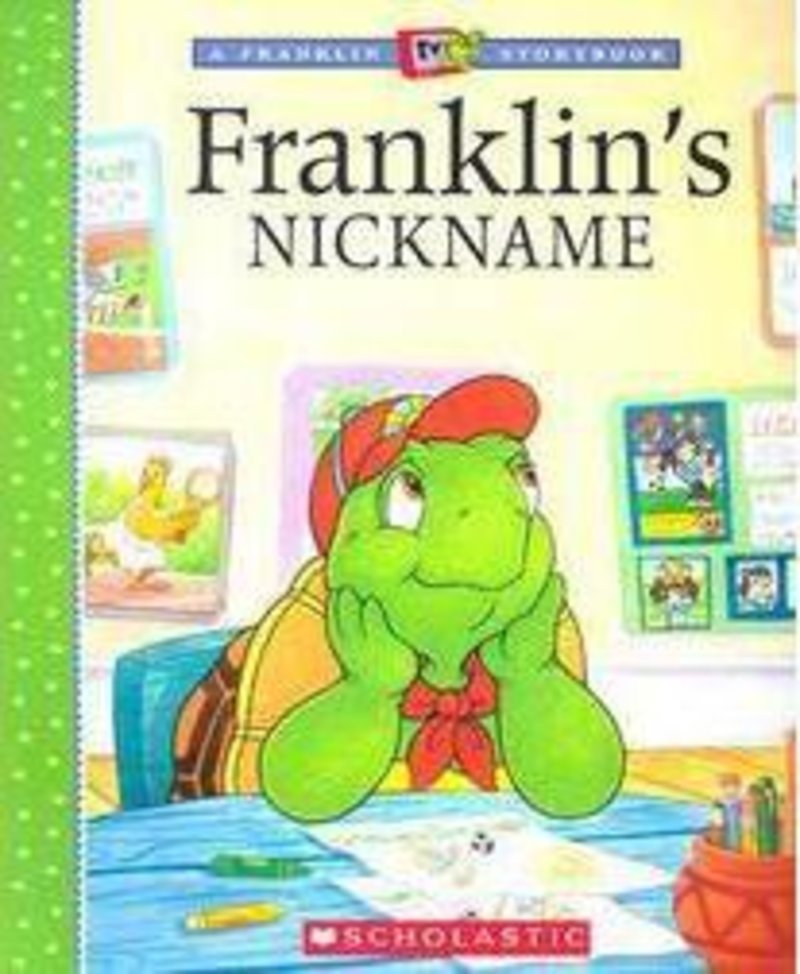 A FRANKLIN TV STORYBOOK
Franklin's
NICKNAME
SCHOLASTIC